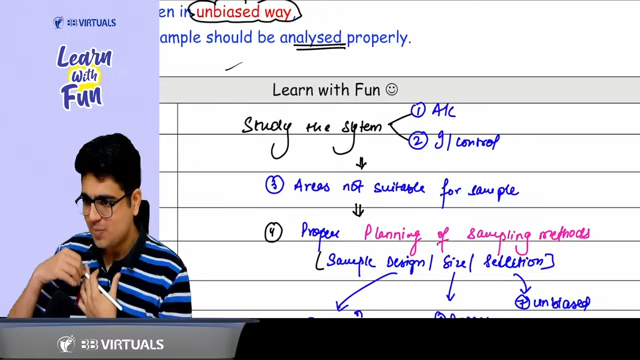 BB VIRTUALS
Learn
With
Fun
en in unbiased way,
ample should be analysed properly.
Learn with Fun ☺
Study the system
① A/c
② I/control
③ Areas not suitable for sample
④ Proper Planning of sampling methods
[Sample Design / Size / Selection]
⑦ unbiased
BB VIRTUALS